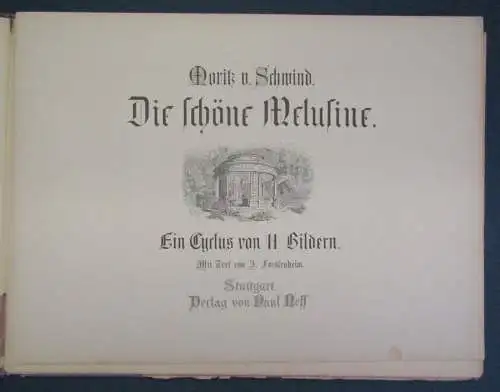 Moritz v. Schwind.
Die schöne Melusine.
Ein Cyclus von 11 Bildern.
Mit Text von J.
Stuttgart
Verlag von Paul Neff